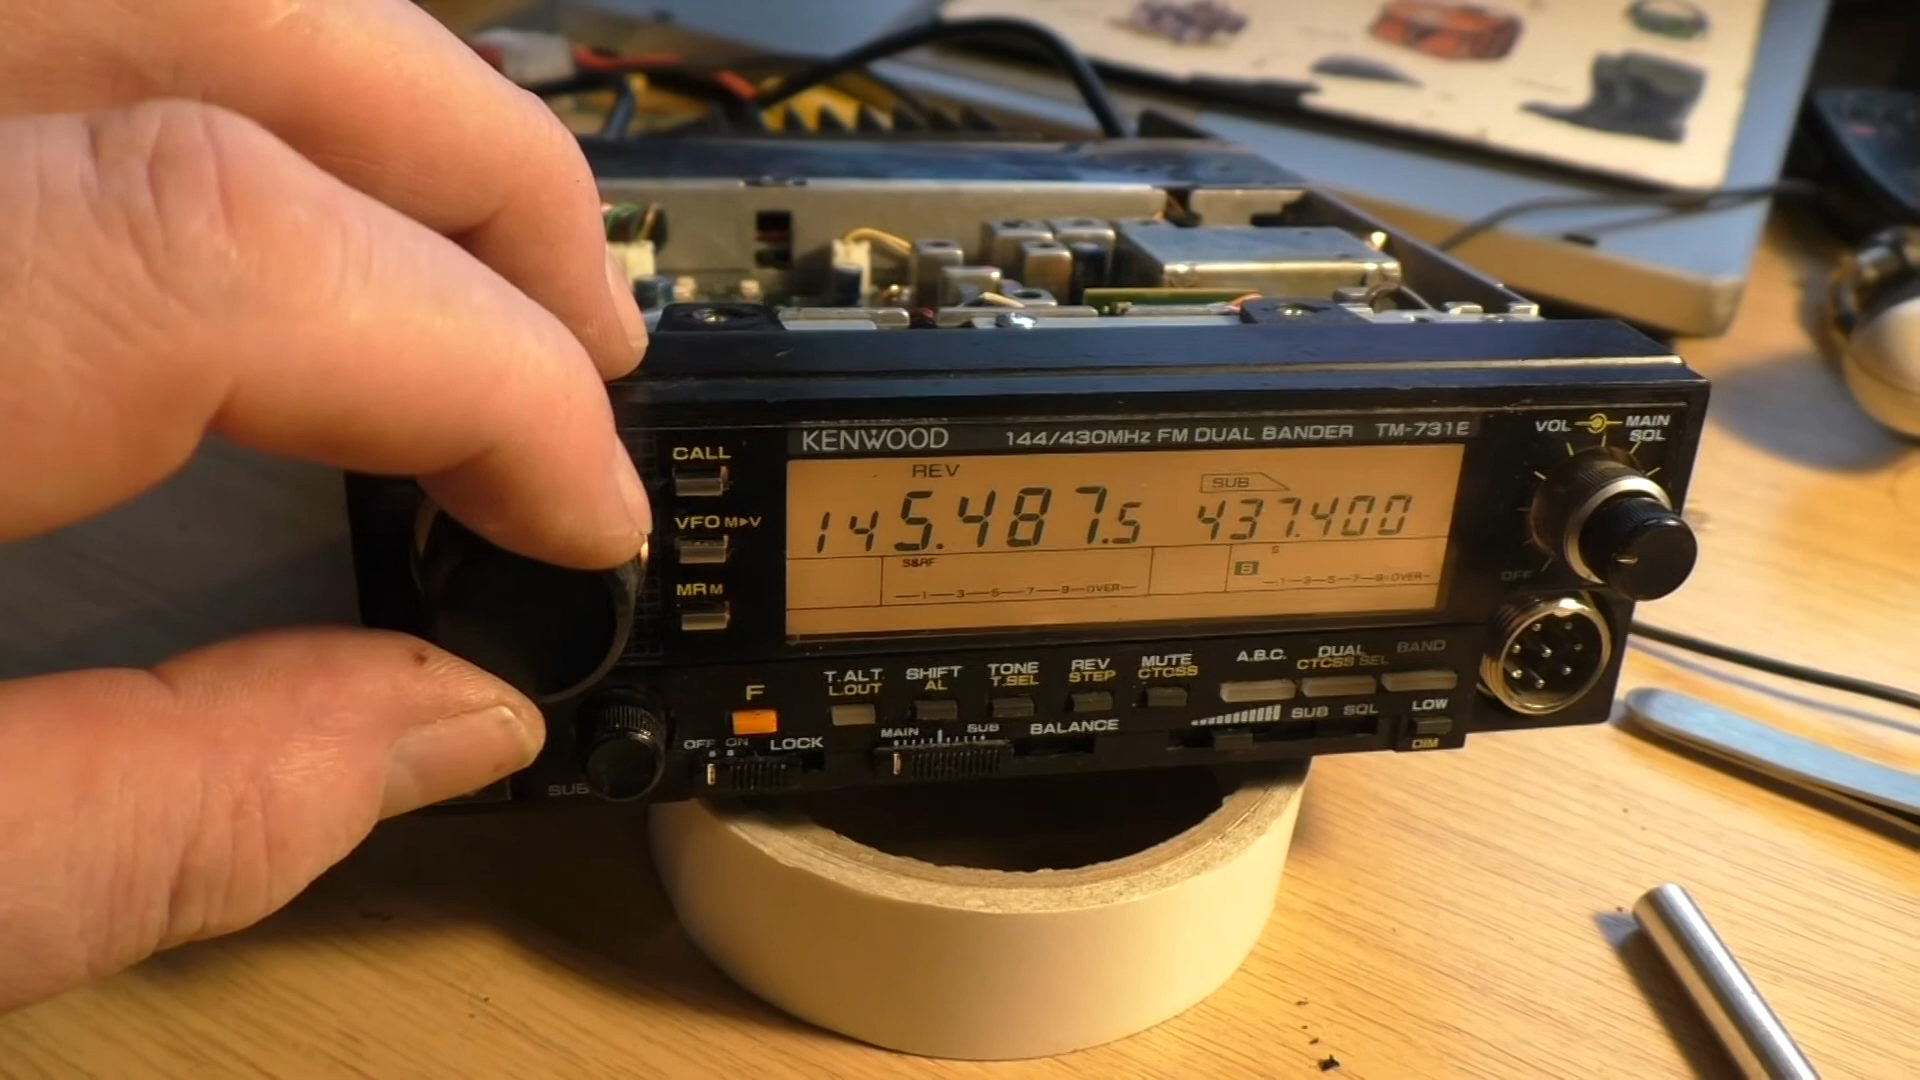 KENWOOD 144/430MHz FM DUAL BANDER TM-731E
CALL
VFO M▶V
MR M
REV
145.487.5
SUB
437.400
S&RF
1 3 5 7 9 OVER
B
S
1 3 5 7 9 OVER
VOL MAIN SQL
OFF
F
T.ALT
L.OUT
SHIFT
AL
TONE
T.SEL
REV
STEP
MUTE
CTCSS
A.B.C.
DUAL
CTCSS SEL
BAND
OFF ON LOCK
MAIN SUB BALANCE
SUB SQL
LOW
DIM
SUB